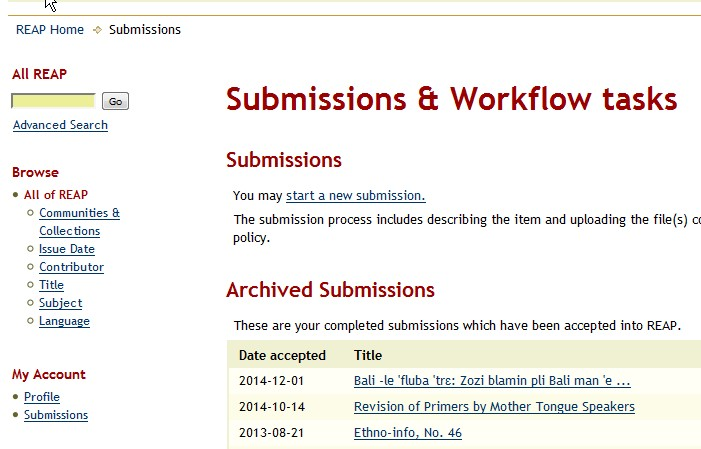 REAP Home Submissions
All REAP
Go
Advanced Search
Browse
All of REAP
Communities &
Collections
Issue Date
Contributor
Title
Subject
Language
My Account
Profile
Submissions
Submissions & Workflow tasks
Submissions
You may start a new submission.
The submission process includes describing the item and uploading the file(s) co
policy.
Archived Submissions
These are your completed submissions which have been accepted into REAP.
Date accepted Title
2014-12-01 Bali -le 'fluba 'trɛ: Zozi blamin pli Bali man 'e ...
2014-10-14 Revision of Primers by Mother Tongue Speakers
2013-08-21 Ethno-info, No. 46